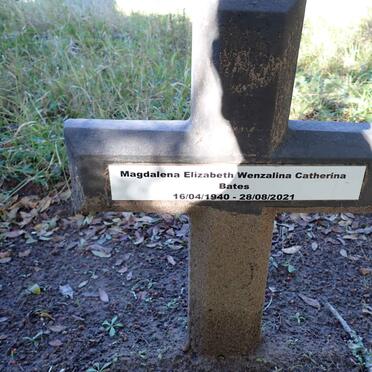 Magdalena Elizabeth Wenzalina Catherina
Bates
16/04/1940 - 28/08/2021